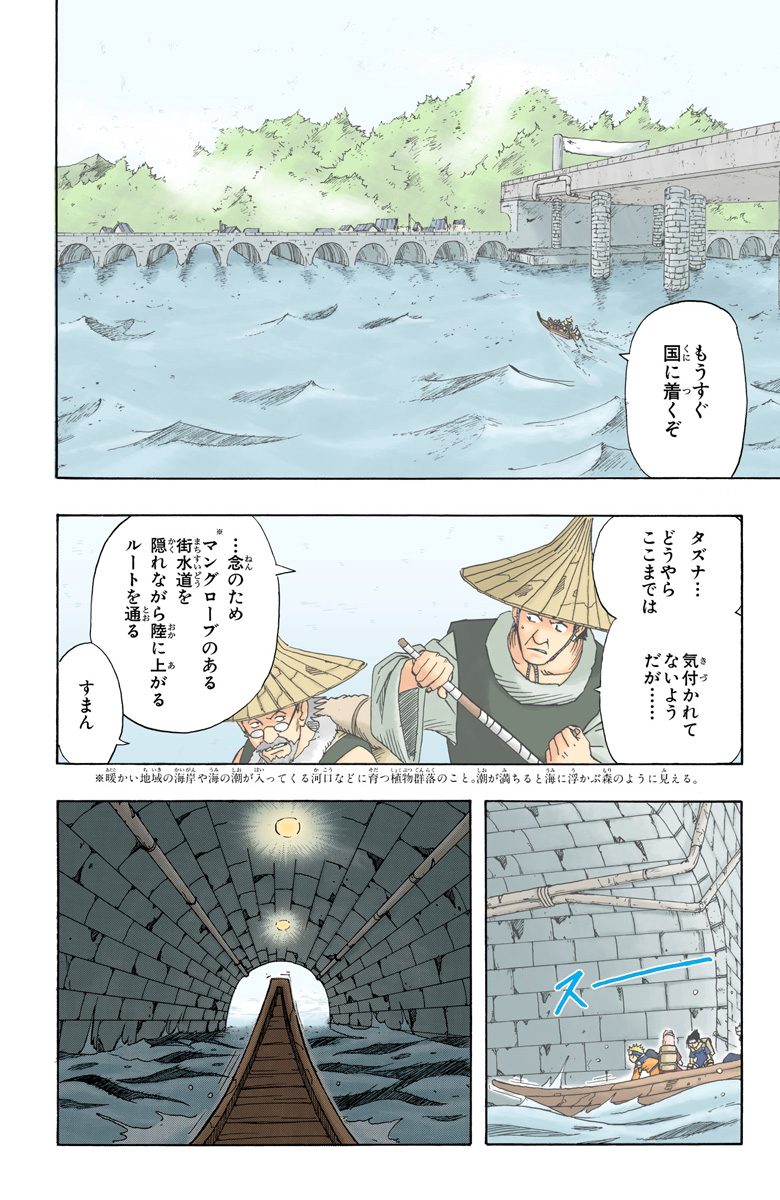 もうすぐ
国に着くぞ
タズナ…
どうやら
ここまでは
気付かれて
ないよう
だが………
…念のため
※マングローブのある
街水道を
隠れながら陸に上がる
ルートを通る
すまん
※暖かい地域の海岸や海の潮が入ってくる河口などに育つ植物群落のこと。潮が満ちると海に浮かぶ森のように見える。
スー